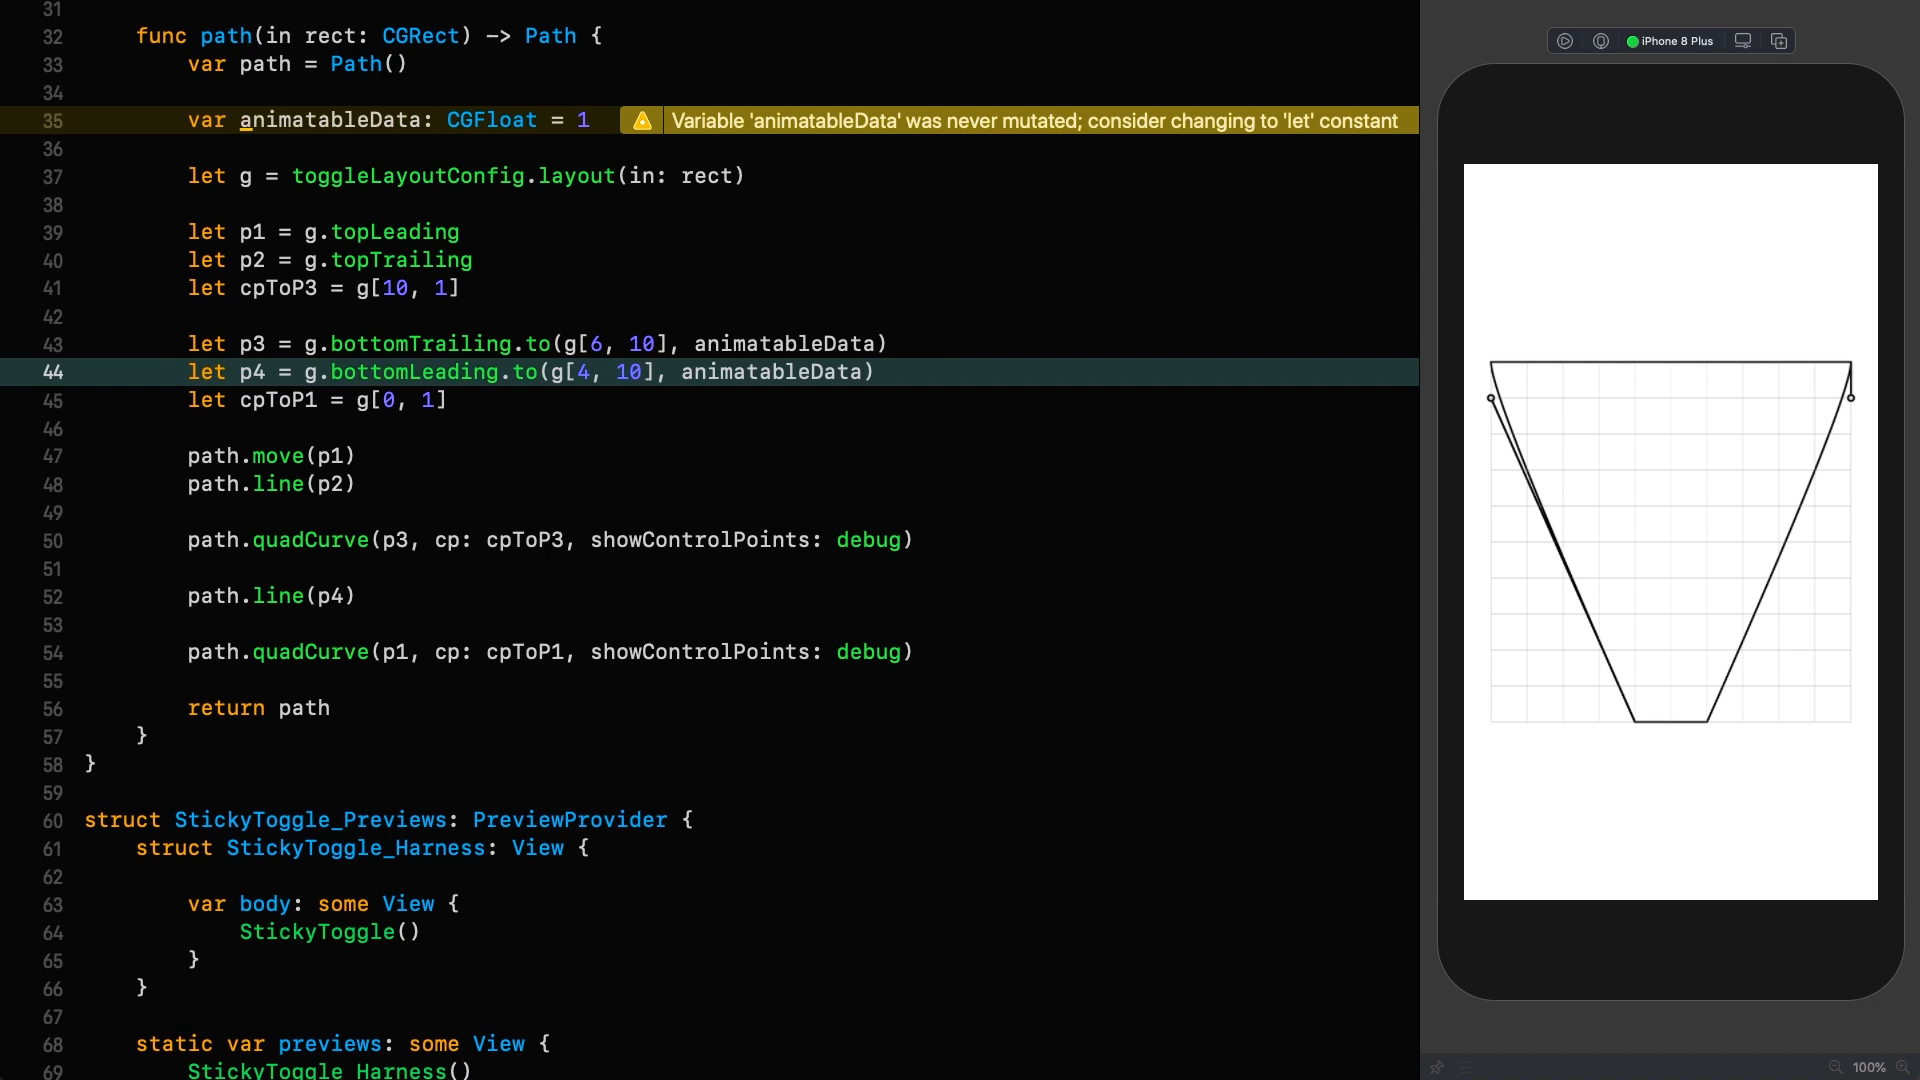 31
32 func path(in rect: CGRect) -> Path {
33 var path = Path()
34
35 var animatableData: CGFloat = 1 Variable 'animatableData' was never mutated; consider changing to 'let' constant
36
37 let g = toggleLayoutConfig.layout(in: rect)
38
39 let p1 = g.topLeading
40 let p2 = g.topTrailing
41 let cpToP3 = g[10, 1]
42
43 let p3 = g.bottomTrailing.to(g[6, 10], animatableData)
44 let p4 = g.bottomLeading.to(g[4, 10], animatableData)
45 let cpToP1 = g[0, 1]
46
47 path.move(p1)
48 path.line(p2)
49
50 path.quadCurve(p3, cp: cpToP3, showControlPoints: debug)
51
52 path.line(p4)
53
54 path.quadCurve(p1, cp: cpToP1, showControlPoints: debug)
55
56 return path
57 }
58 }
59
60 struct StickyToggle_Previews: PreviewProvider {
61 struct StickyToggle_Harness: View {
62
63 var body: some View {
64 StickyToggle()
65 }
66 }
67
68 static var previews: some View {
69 StickyToggle_Harness()
iPhone 8 Plus
100%